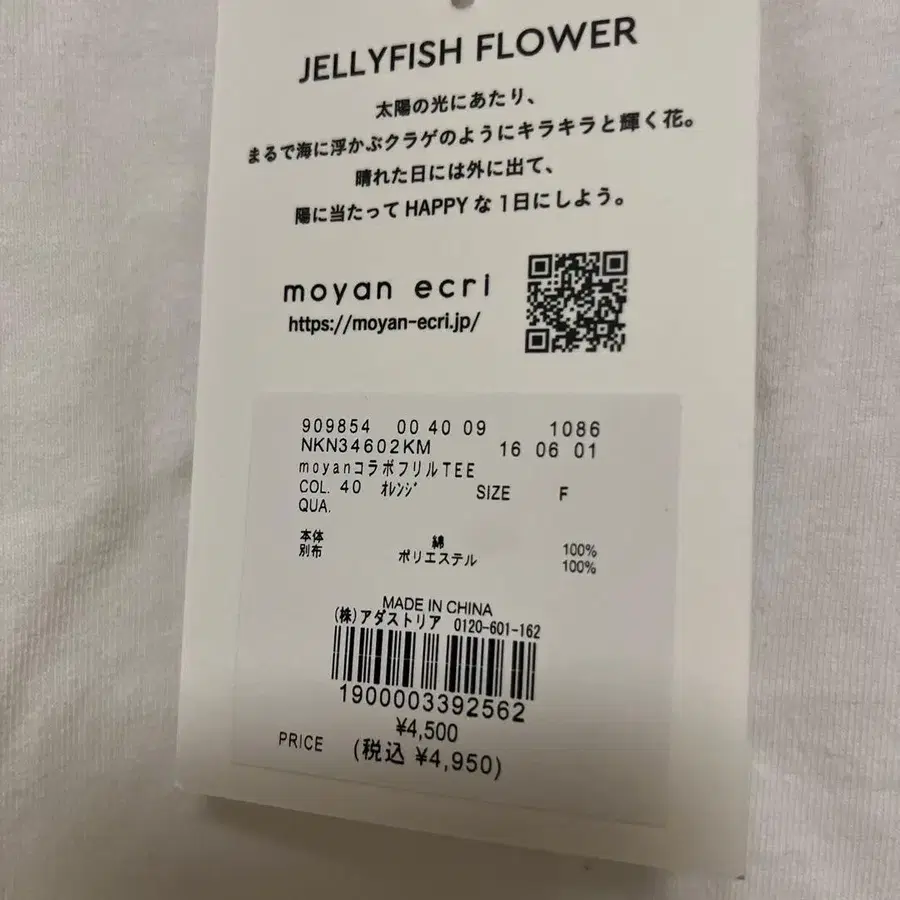 JELLYFISH FLOWER
太陽の光にあたり、
まるで海に浮かぶクラゲのようにキラキラと輝く花。
晴れた日には外に出て、
陽に当たって HAPPY な 1日にしよう。
moyan ecri
https://moyan-ecri.jp/
909854 00 40 09 1086
NKN34602KM 16 06 01
moyanコラボフリルTEE
COL. 40 オレンジ SIZE F
QUA.
本体 綿 100%
別布 ポリエステル 100%
MADE IN CHINA
(株)アダストリア 0120-601-162
1900003392562
¥4,500
PRICE (税込 ¥4,950)